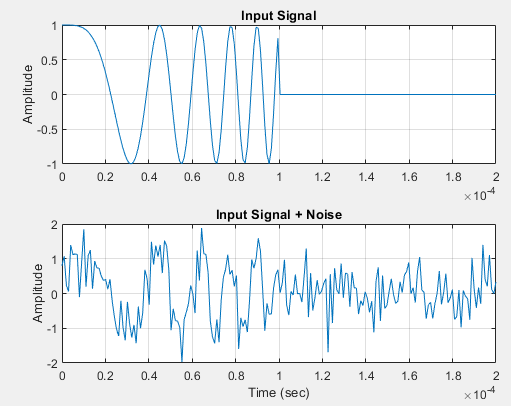 Input Signal
1
0.5
0
-0.5
-1
Amplitude
0 0.2 0.4 0.6 0.8 1 1.2 1.4 1.6 1.8 2
×10-4
Input Signal + Noise
2
1
0
-1
-2
Amplitude
0 0.2 0.4 0.6 0.8 1 1.2 1.4 1.6 1.8 2
Time (sec)
×10-4